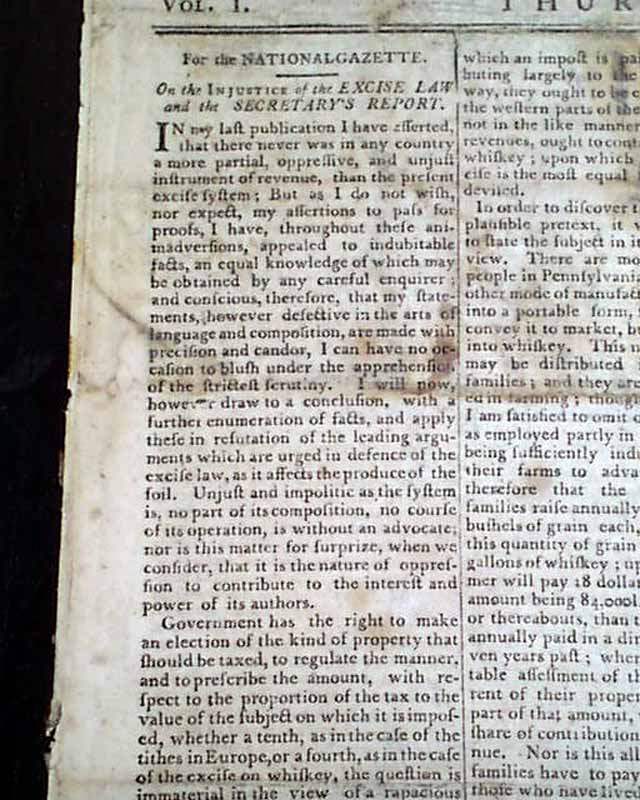 VOL. I.
THUR
For the NATIONAL GAZETTE.
On the INJUSTICE of the EXCISE LAW
and the SECRETARY'S REPORT.
IN my laſt publication I have aſſerted,
that there never was in any country
a more partial, oppreſſive, and unjuſt
inſtrument of revenue, than the preſent
exciſe ſyſtem; But as I do not wiſh,
nor expect, my aſſertions to paſs for
proofs, I have, throughout theſe ani-
madverſions, appealed to indubitable
facts, an equal knowledge of which may
be obtained by any careful enquirer;
and conſcious, therefore, that my ſtate-
ments, however defective in the arts of
language and compoſition, are made with
preciſion and candor, I can have no oc-
caſion to bluſh under the apprehenſion
of the ſtricteſt ſcrutiny. I will now,
however draw to a concluſion, with a
further enumeration of facts, and apply
theſe in refutation of the leading argu-
ments which are urged in defence of the
exciſe law, as it affects the produce of the
ſoil. Unjuſt and impolitic as the ſyſtem
is, no part of its compoſition, no courſe
of its operation, is without an advocate;
nor is this matter for ſurprize, when we
conſider, that it is the nature of oppreſ-
ſion to contribute to the intereſt and
power of its authors.
Government has the right to make
an election of the kind of property that
ſhould be taxed, to regulate the manner,
and to preſcribe the amount, with re-
ſpect to the proportion of the tax to the
value of the ſubject on which it is impoſ-
ed, whether a tenth, as in the caſe of the
tithes in Europe, or a fourth, as in the caſe
of the exciſe on whiſkey, the queſtion is
immaterial in the view of a rapacious
which an impoſt is pai
buting largely to the
way, they ought to be c
the weſtern parts of the
not in the like manner
revenues, ought to cont
whiſkey; upon which
ciſe is the moſt equal
deviſed.
In order to diſcover t
plauſible pretext, it w
to ſtate the ſubject in it
view. There are mo
people in Pennſylvania
other mode of manufact
into a portable form,
convey it to market, bu
into whiſkey. This n
may be diſtributed i
families; and they are
ed in farming; though
I am ſatisfied to omit o
as employed partly in
being ſufficiently indu
their farms to adva
therefore that the
families raiſe annually
buſhels of grain each,
this quantity of grain
gallons of whiſkey; up
mer will pay 18 dollar
amount being 84.000l
or thereabouts, than t
annually paid in a dir
ven years paſt; wher
table aſſeſſment of th
rent of their proper
part of that amount,
ſhare of contribution
nue. Nor is this all
families have to pay
thoſe who have lived